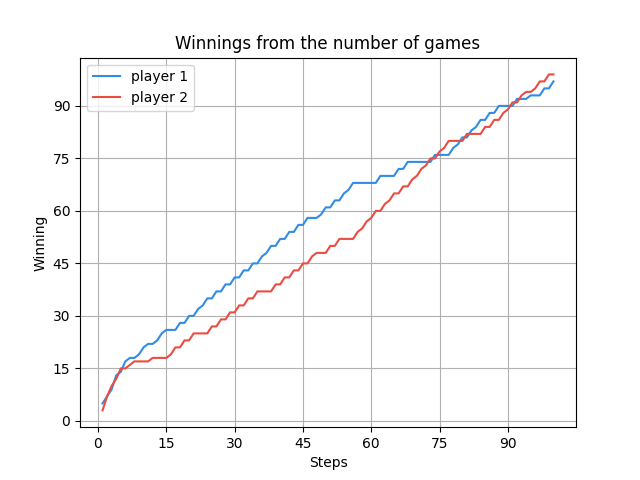 Winnings from the number of games
player 1
player 2
Winning
90
75
60
45
30
15
0
0 15 30 45 60 75 90
Steps